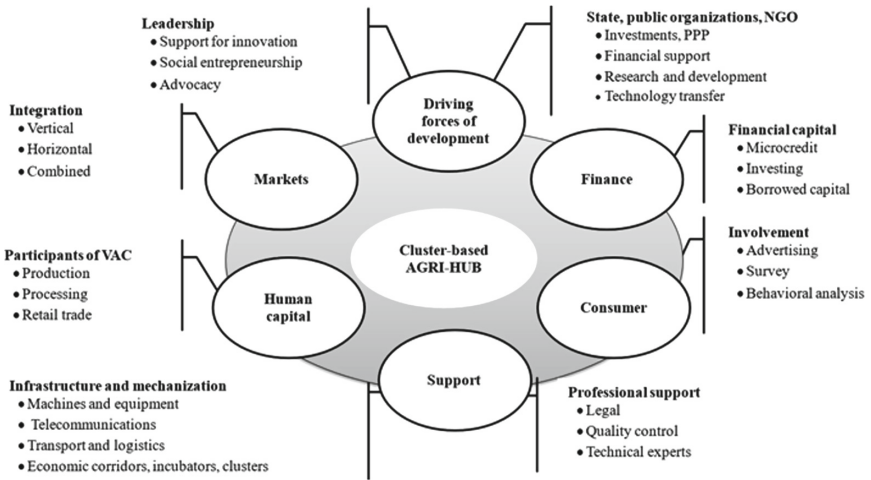 Leadership
• Support for innovation
• Social entrepreneurship
• Advocacy
State, public organizations, NGO
• Investments, PPP
• Financial support
• Research and development
• Technology transfer
Driving
forces of
development
Integration
• Vertical
• Horizontal
• Combined
Markets
Finance
Financial capital
• Microcredit
• Investing
• Borrowed capital
Cluster-based
AGRI-HUB
Participants of VAC
• Production
• Processing
• Retail trade
Human
capital
Consumer
Involvement
• Advertising
• Survey
• Behavioral analysis
Support
Infrastructure and mechanization
• Machines and equipment
• Telecommunications
• Transport and logistics
• Economic corridors, incubators, clusters
Professional support
• Legal
• Quality control
• Technical experts